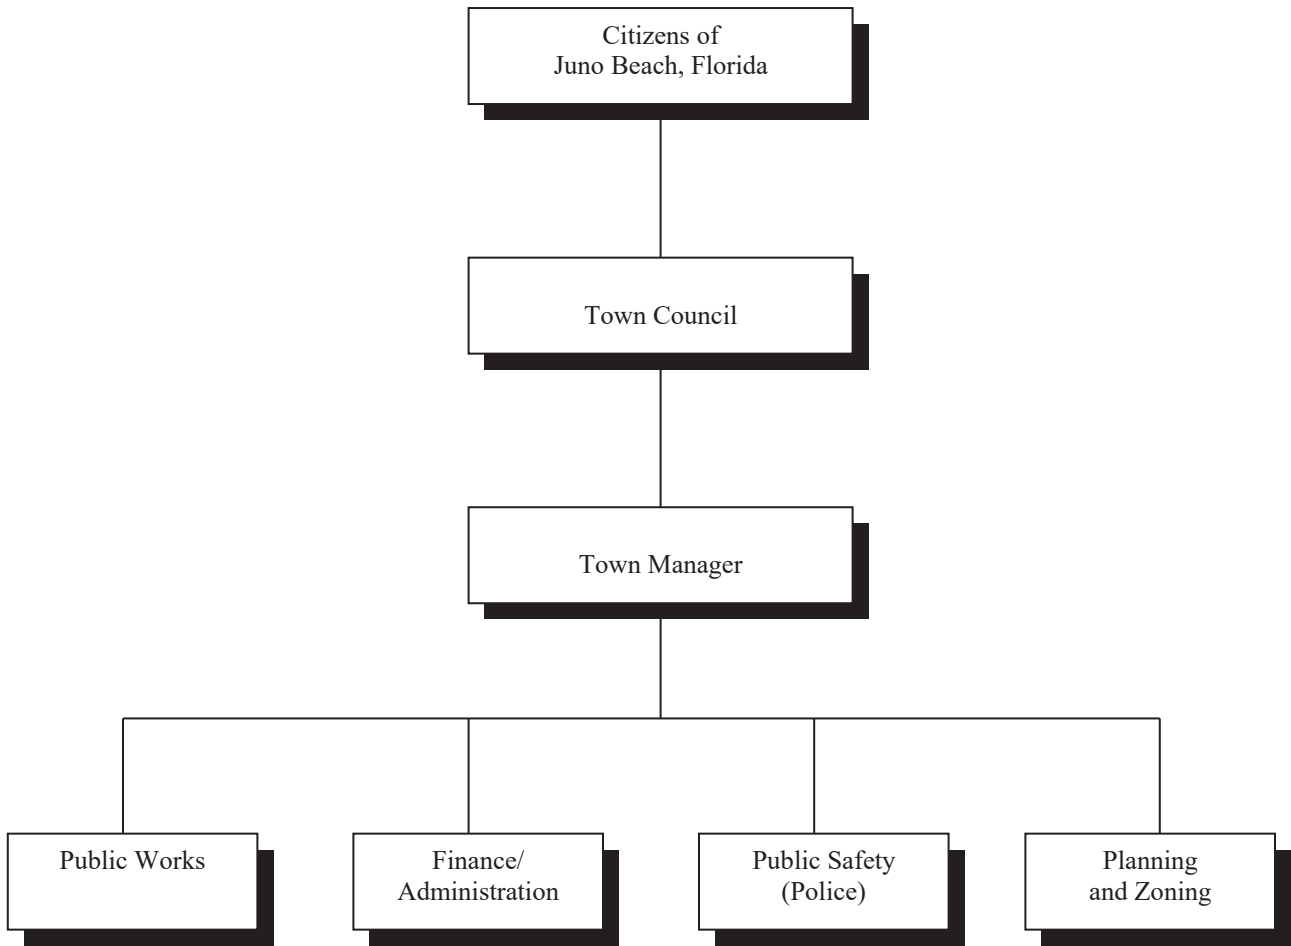 Citizens of
Juno Beach, Florida
Town Council
Town Manager
Public Works
Finance/
Administration
Public Safety
(Police)
Planning
and Zoning